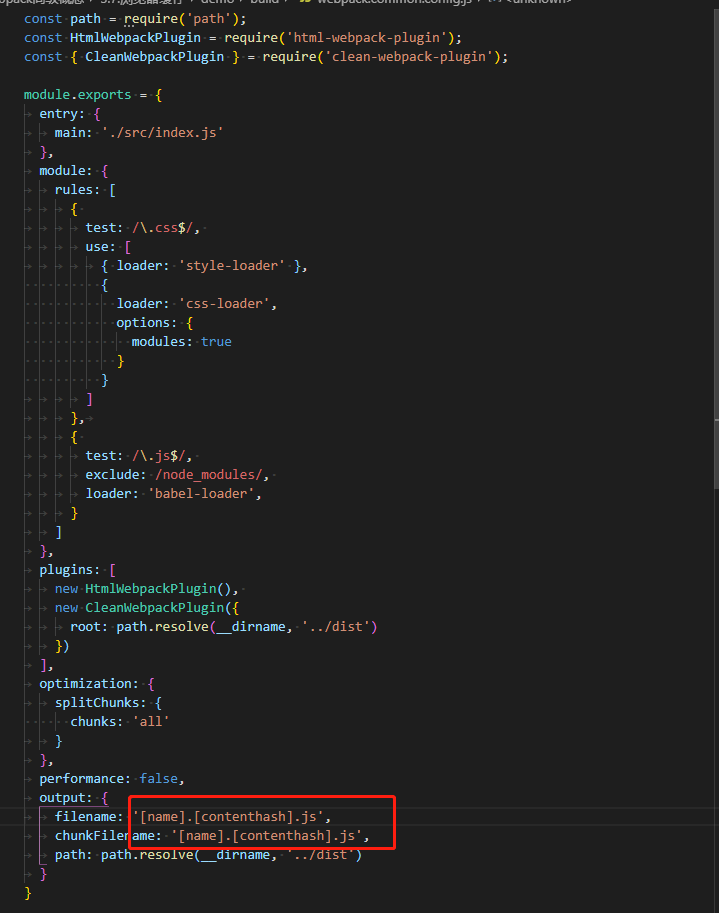 demo > build > webpack.common.config.js > <unknown>
const path = require('path');
const HtmlWebpackPlugin = require('html-webpack-plugin');
const { CleanWebpackPlugin } = require('clean-webpack-plugin');
module.exports = {
entry: {
main: './src/index.js'
},
module: {
rules: [
{
test: /\.css$/,
use: [
{ loader: 'style-loader' },
{
loader: 'css-loader',
options: {
modules: true
}
}
]
},
{
test: /\.js$/,
exclude: /node_modules/,
loader: 'babel-loader',
}
]
},
plugins: [
new HtmlWebpackPlugin(),
new CleanWebpackPlugin({
root: path.resolve(__dirname, '../dist')
})
],
optimization: {
splitChunks: {
chunks: 'all'
}
},
performance: false,
output: {
filename: '[name].[contenthash].js',
chunkFilename: '[name].[contenthash].js',
path: path.resolve(__dirname, '../dist')
}
}